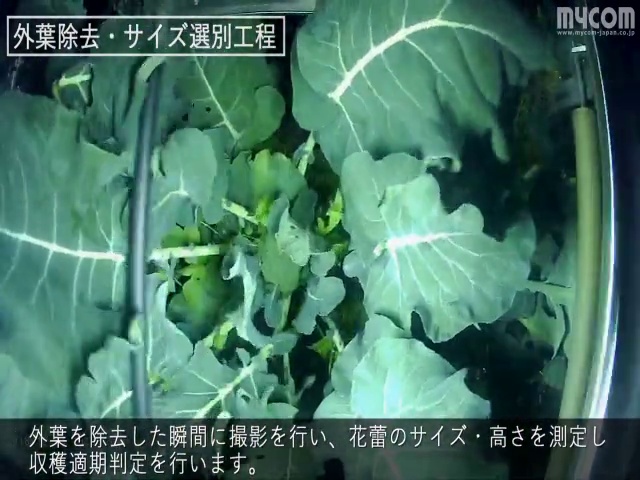 外葉除去・サイズ選別工程
mycom
www.mycom-japan.co.jp
外葉を除去した瞬間に撮影を行い、花蕾のサイズ・高さを測定し
収穫適期判定を行います。